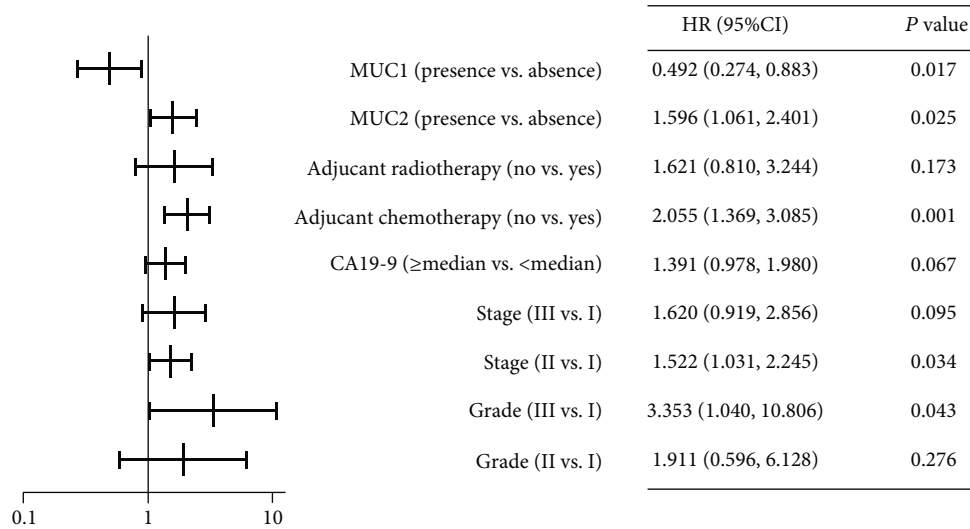 HR (95%CI) P value
MUC1 (presence vs. absence) 0.492 (0.274, 0.883) 0.017
MUC2 (presence vs. absence) 1.596 (1.061, 2.401) 0.025
Adjucant radiotherapy (no vs. yes) 1.621 (0.810, 3.244) 0.173
Adjucant chemotherapy (no vs. yes) 2.055 (1.369, 3.085) 0.001
CA19-9 (≥median vs. <median) 1.391 (0.978, 1.980) 0.067
Stage (III vs. I) 1.620 (0.919, 2.856) 0.095
Stage (II vs. I) 1.522 (1.031, 2.245) 0.034
Grade (III vs. I) 3.353 (1.040, 10.806) 0.043
Grade (II vs. I) 1.911 (0.596, 6.128) 0.276
0.1 1 10